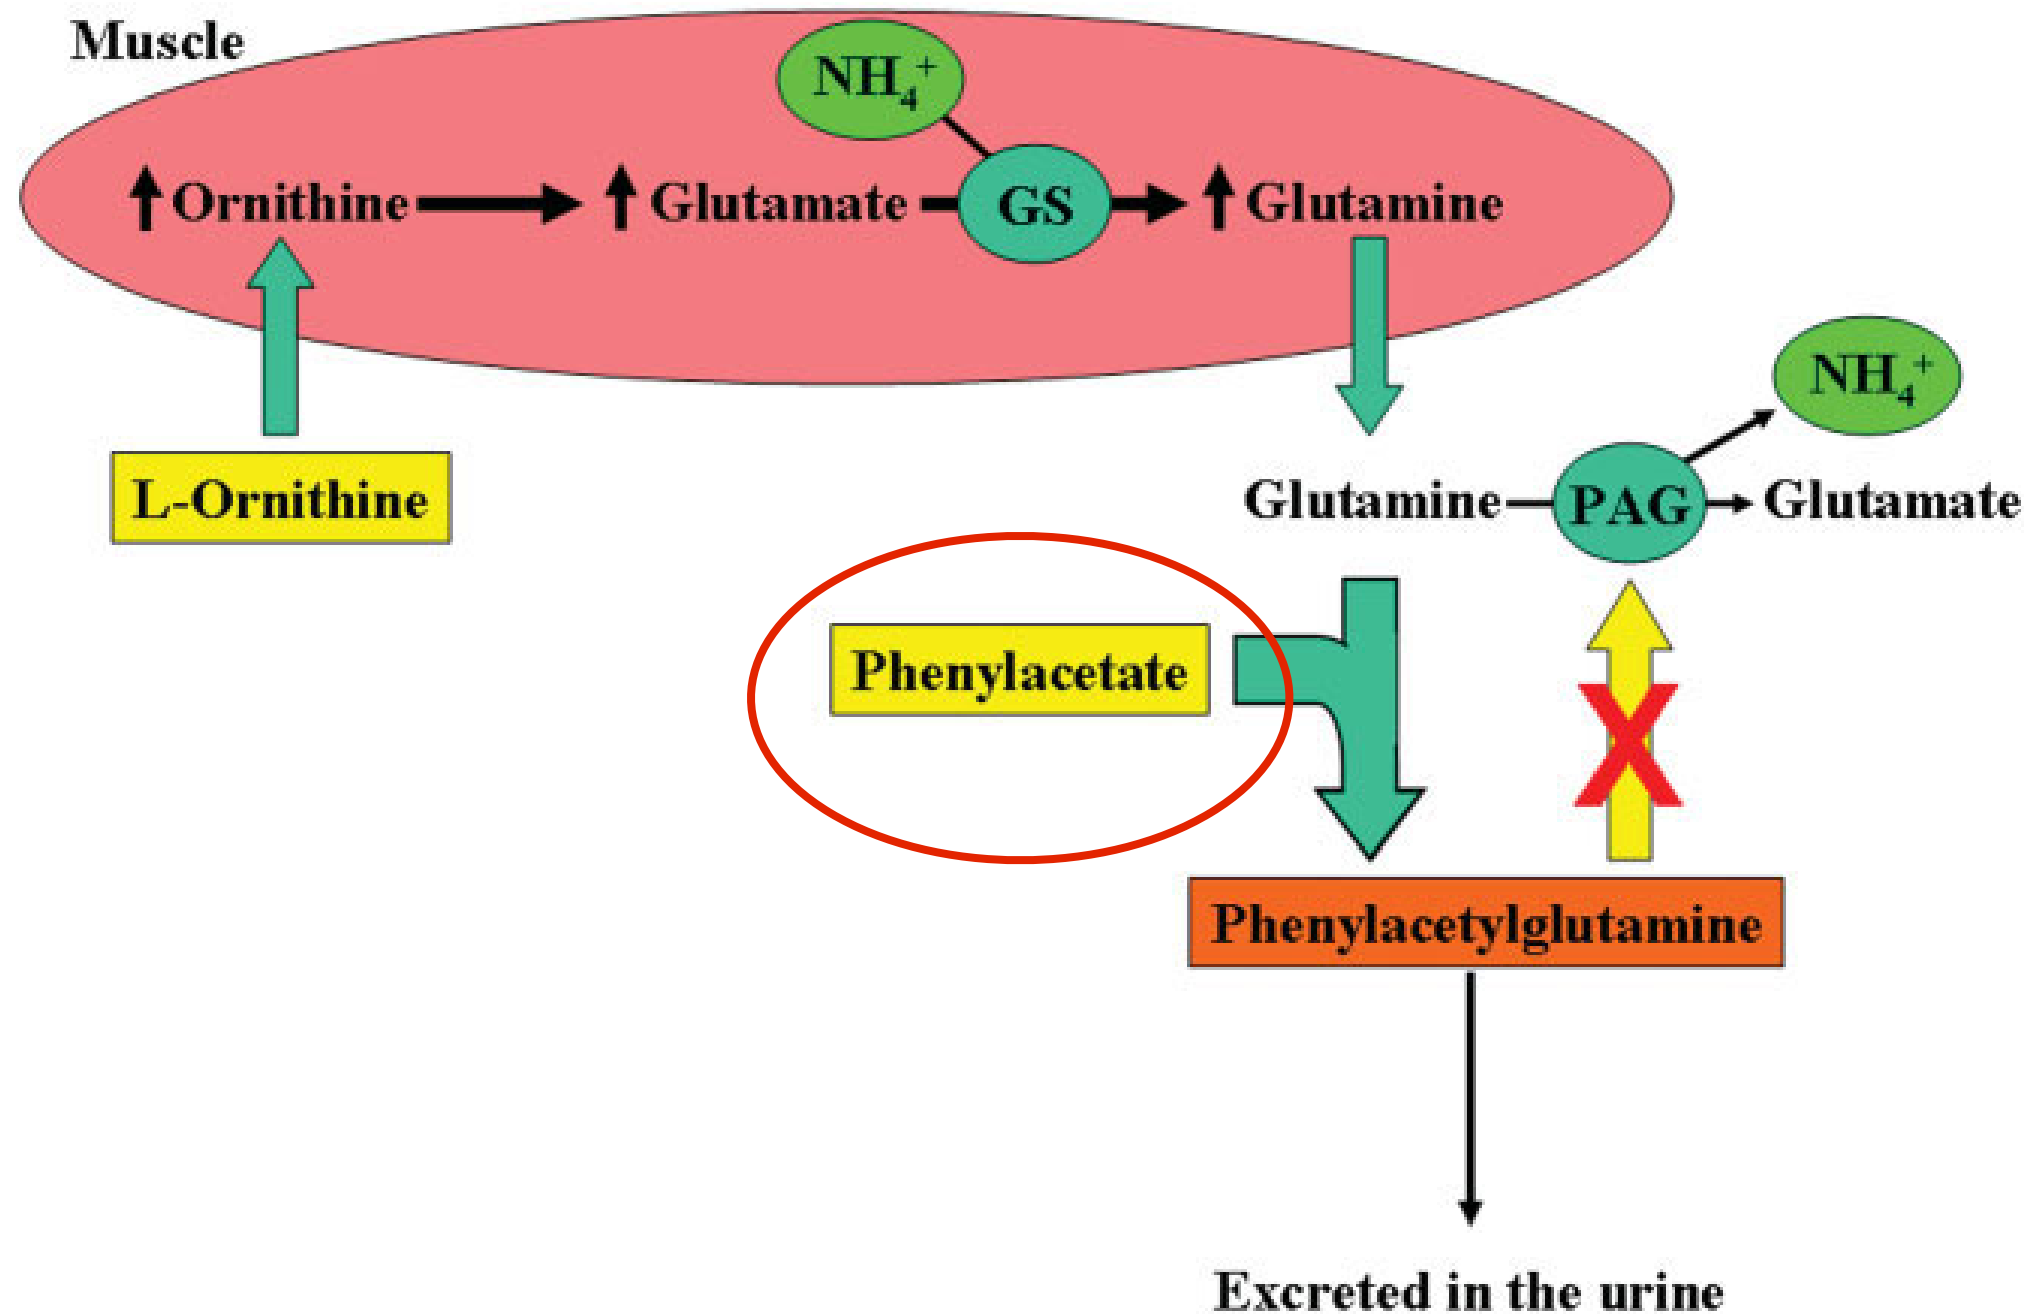 Muscle
NH4+
Ornithine
Glutamate
GS
Glutamine
NH4+
L-Ornithine
Glutamine
PAG
Glutamate
Phenylacetate
X
Phenylacetylglutamine
Excreted in the urine